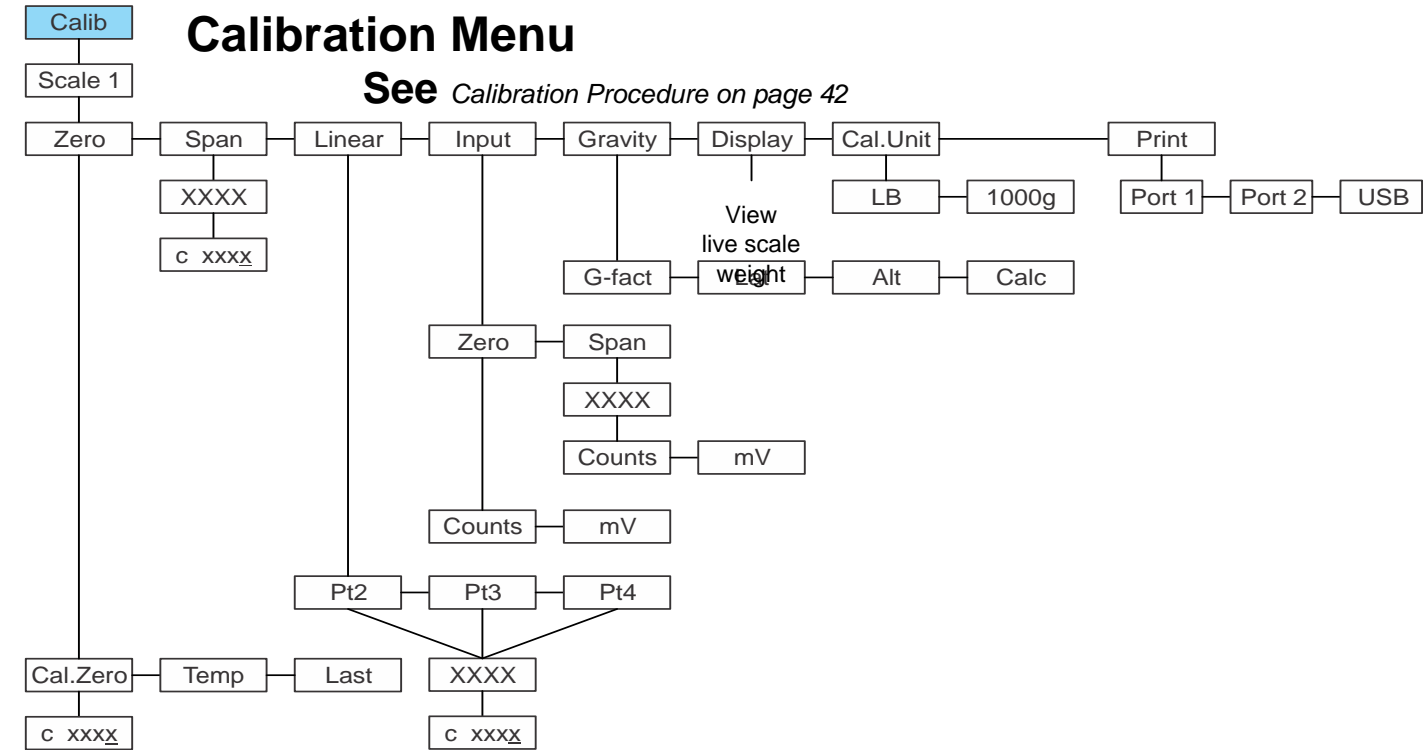 Calib
Calibration Menu
Scale 1
See Calibration Procedure on page 42
Zero Span Linear Input Gravity Display Cal.Unit Print
XXXX LB 1000g Port 1 Port 2 USB
View
live scale
weight
c xxxx
G-fact Alt Calc
Zero Span
XXXX
Counts mV
Counts mV
Pt2 Pt3 Pt4
Cal.Zero Temp Last XXXX
c xxxx c xxxx